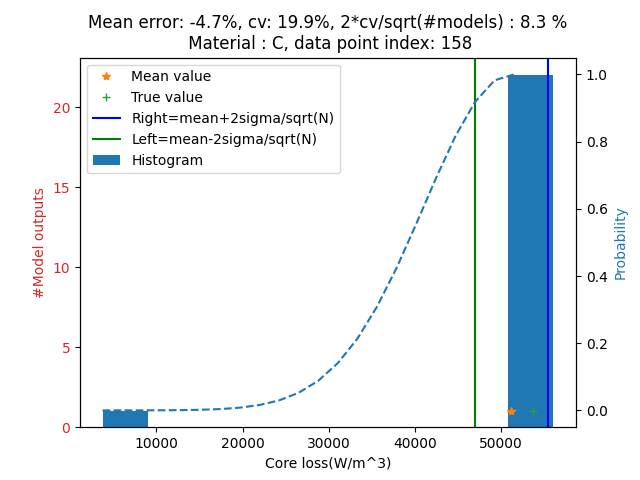 Mean error: -4.7%, cv: 19.9%, 2*cv/sqrt(#models) : 8.3 %
Material : C, data point index: 158
Mean value
True value
Right=mean+2sigma/sqrt(N)
Left=mean-2sigma/sqrt(N)
Histogram
#Model outputs
20
15
10
5
0
1.0
0.8
0.6
0.4
0.2
0.0
Probability
10000 20000 30000 40000 50000
Core loss(W/m^3)